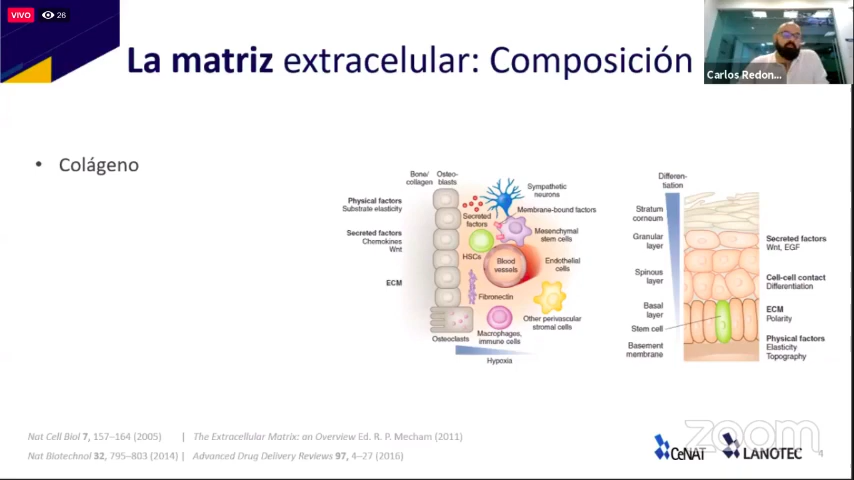 VIVO
26
La matriz extracelular: Composición
Carlos Redon...
• Colágeno
Bone/
collagen
Osteo-
blasts
Sympathetic
neurons
Physical factors
Substrate elasticity
Secreted
factors
Membrane-bound factors
Secreted factors
Chemokines
Wnt
Mesenchymal
stem cells
HSCs
Blood
vessels
Endothelial
cells
ECM
Fibronectin
Other perivascular
stromal cells
Osteoclasts
Macrophages,
immune cells
Hypoxia
Differen-
tiation
Stratum
corneum
Granular
layer
Spinous
layer
Basal
layer
Stem cell
Basement
membrane
Secreted factors
Wnt, EGF
Cell-cell contact
Differentiation
ECM
Polarity
Physical factors
Elasticity
Topography
Nat Cell Biol 7, 157–164 (2005) | The Extracellular Matrix: an Overview Ed. R. P. Mecham (2011)
Nat Biotechnol 32, 795–803 (2014) | Advanced Drug Delivery Reviews 97, 4–27 (2016)
CeNAT
LANOTEC
zoom
4